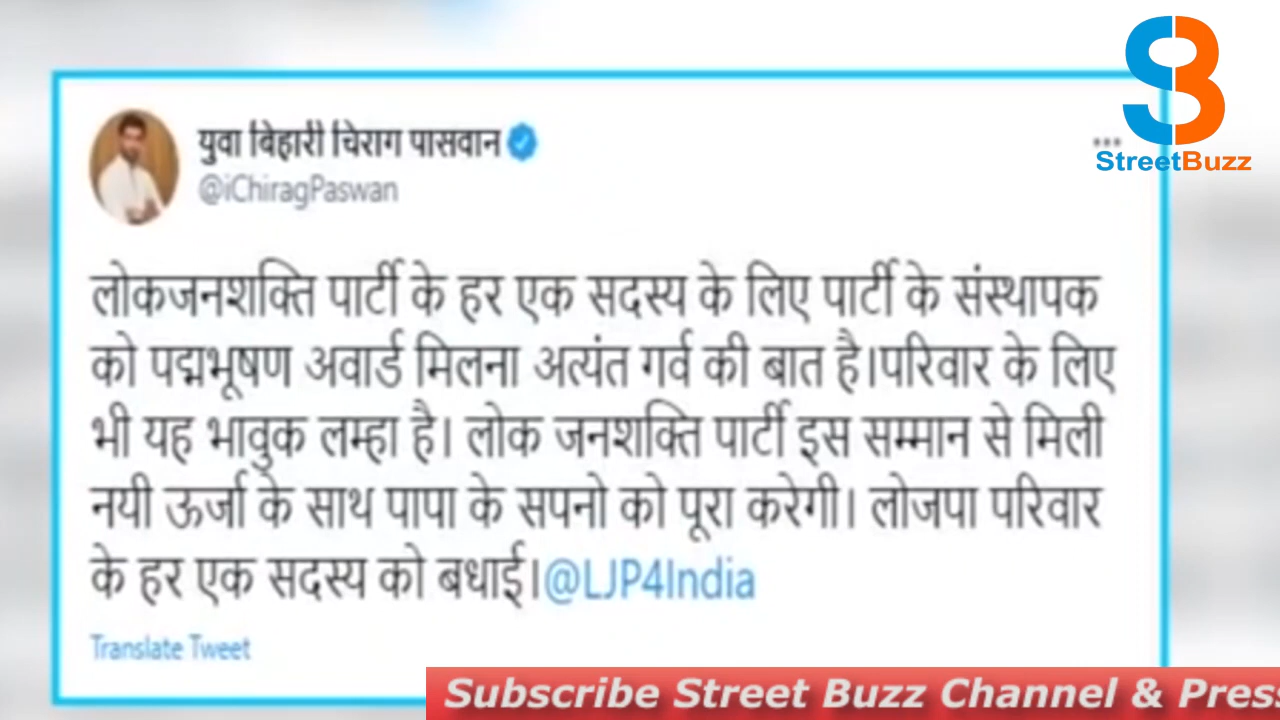 युवा बिहारी चिराग पासवान
@iChiragPaswan
StreetBuzz
लोकजनशक्ति पार्टी के हर एक सदस्य के लिए पार्टी के संस्थापक
को पद्मभूषण अवार्ड मिलना अत्यंत गर्व की बात है।परिवार के लिए
भी यह भावुक लम्हा है। लोक जनशक्ति पार्टी इस सम्मान से मिली
नयी ऊर्जा के साथ पापा के सपनो को पूरा करेगी। लोजपा परिवार
के हर एक सदस्य को बधाई।@LJP4India
Translate Tweet
Subscribe Street Buzz Channel & Press